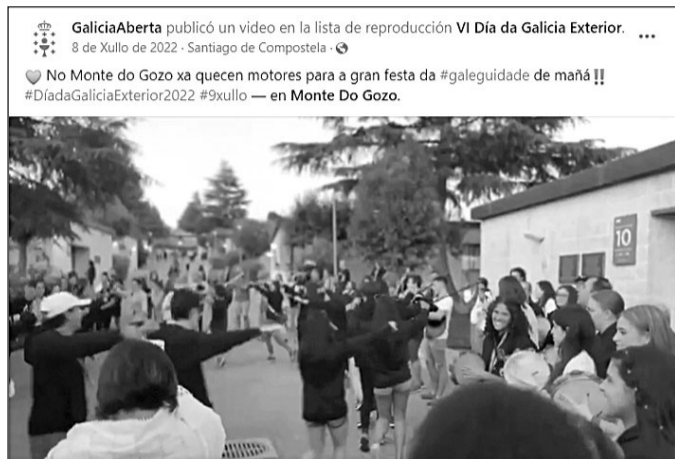 GaliciaAberta publicó un video en la lista de reproducción VI Día da Galicia Exterior.
8 de Xullo de 2022 · Santiago de Compostela ·
No Monte do Gozo xa quecen motores para a gran festa da #galeguidade de mañá‼
#DíadaGaliciaExterior2022 #9xullo — en Monte Do Gozo.
10